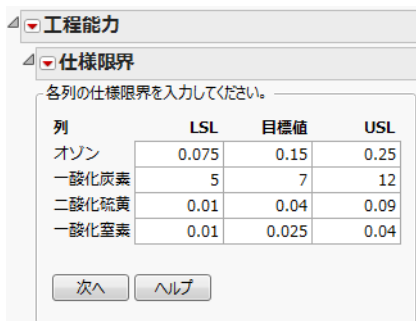 工程能力
仕様限界
各列の仕様限界を入力してください。
列 LSL 目標値 USL
オゾン 0.075 0.15 0.25
一酸化炭素 5 7 12
二酸化硫黄 0.01 0.04 0.09
一酸化窒素 0.01 0.025 0.04
次へ ヘルプ